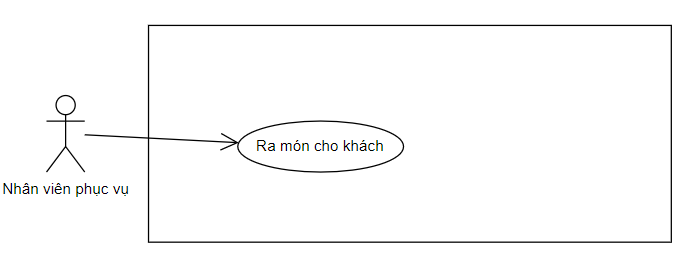 Ra món cho khách
Nhân viên phục vụ